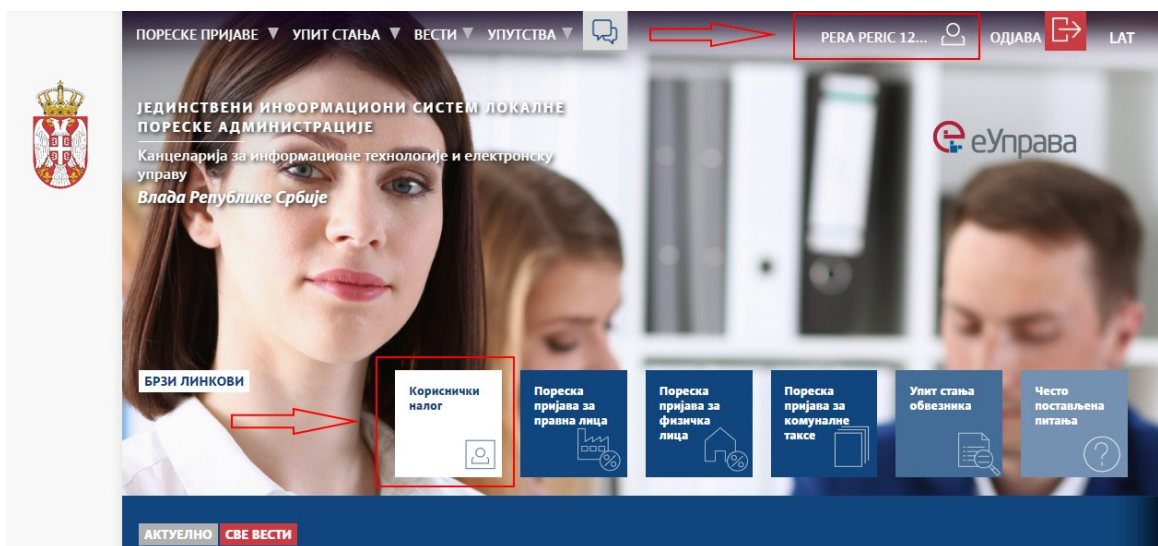 ПОРЕСКЕ ПРИЈАВЕ ▼ УПИТ СТАЊА ▼ ВЕСТИ ▼ УПУТСТВА ▼ PERA PERIC 12... ОДЈАВА LAT
ЈЕДИНСТВЕНИ ИНФОРМАЦИОНИ СИСТЕМ ЛОКАЛНЕ
ПОРЕСКЕ АДМИНИСТРАЦИЈЕ
Канцеларија за информационе технологије и електронску
управу
Влада Републике Србије
еУправа
БРЗИ ЛИНКОВИ
Кориснички
налог
Пореска
пријава за
правна лица
Пореска
пријава за
физичка
лица
Пореска
пријава за
комуналне
таксе
Упит стања
обвезника
Често
постављена
питања
АКТУЕЛНО СВЕ ВЕСТИ